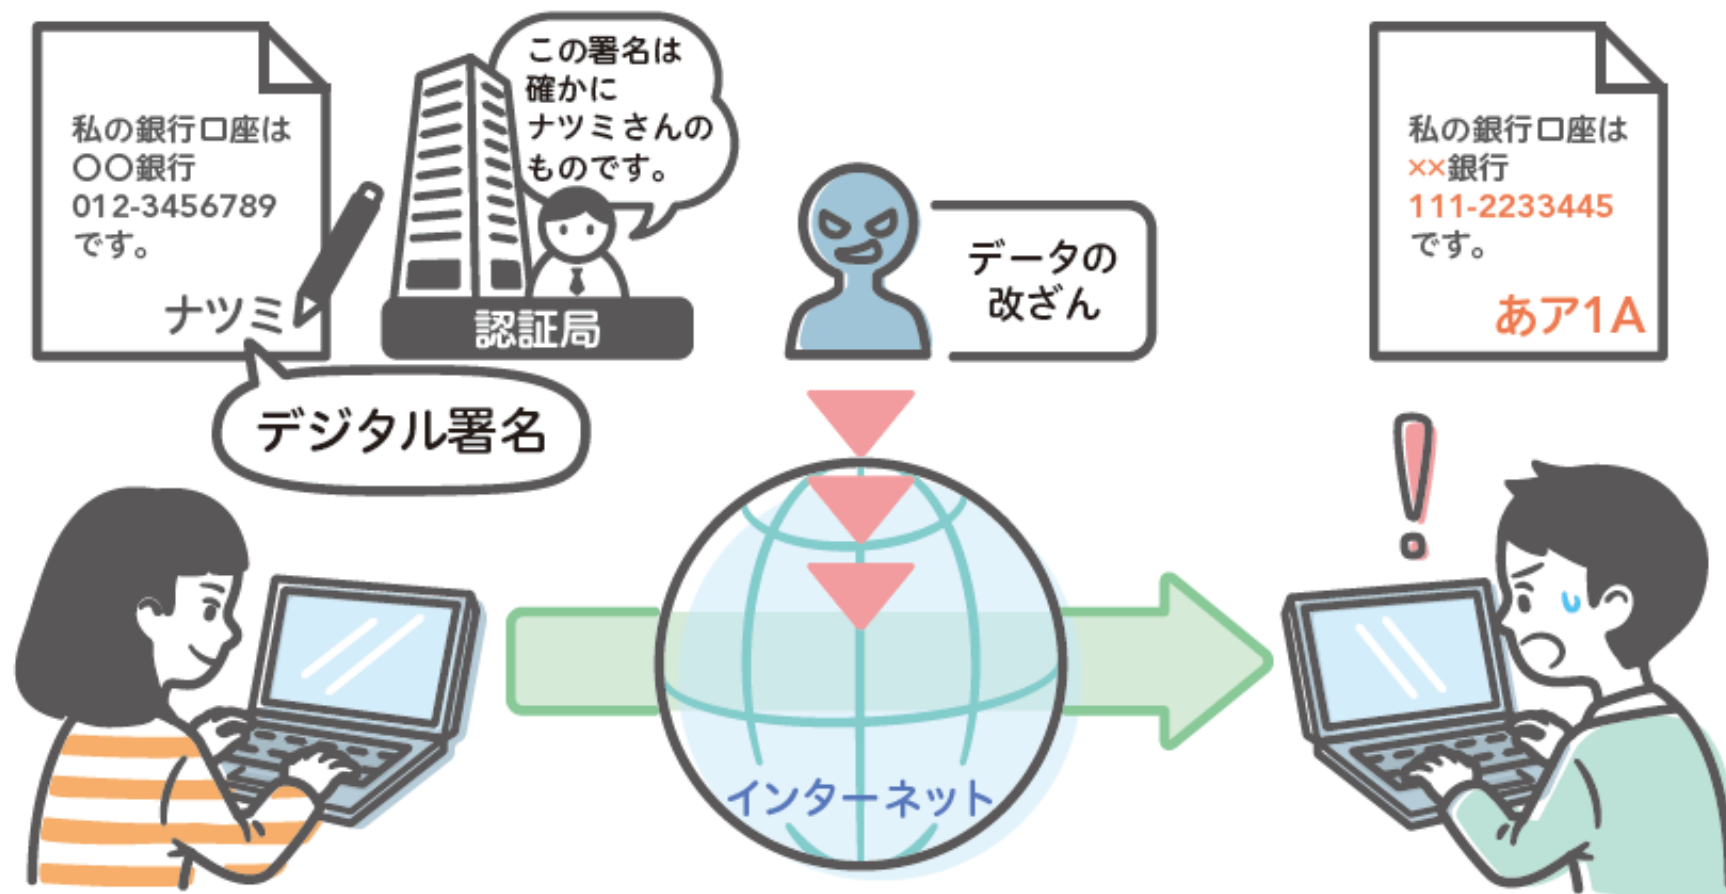 私の銀行口座は
〇〇銀行
012-3456789
です。
ナツミ
デジタル署名
この署名は
確かに
ナツミさんの
ものです。
認証局
データの
改ざん
インターネット
私の銀行口座は
××銀行
111-2233445
です。
あア1A